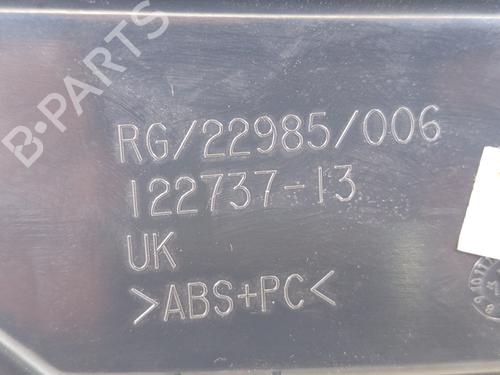 B-PARTS
RG/22985/006
122737-13
UK
>ABS+PC<